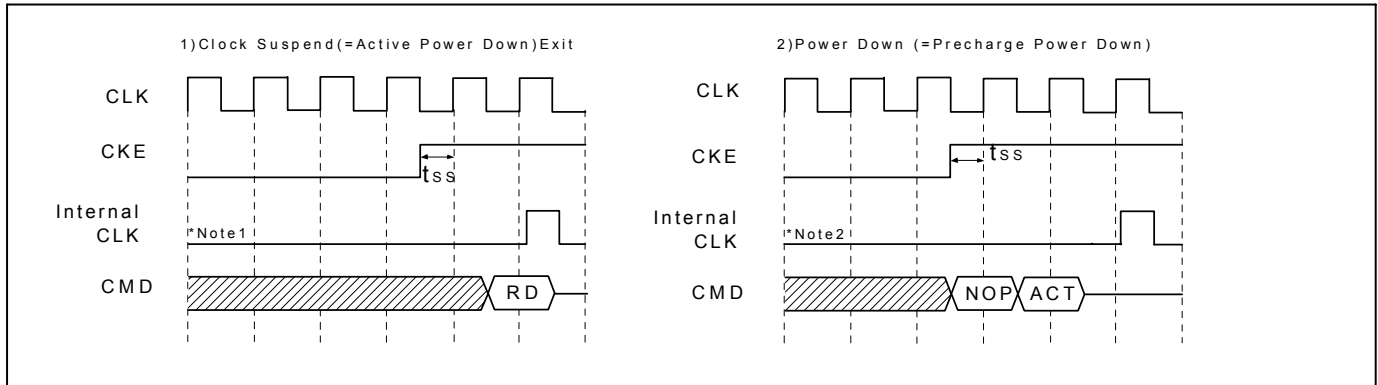 1)Clock Suspend(=Active Power Down)Exit
CLK
CKE
tss
Internal
CLK
*Note1
CMD
RD
2)Power Down (=Precharge Power Down)
CLK
CKE
tss
Internal
CLK
*Note2
CMD
NOP ACT